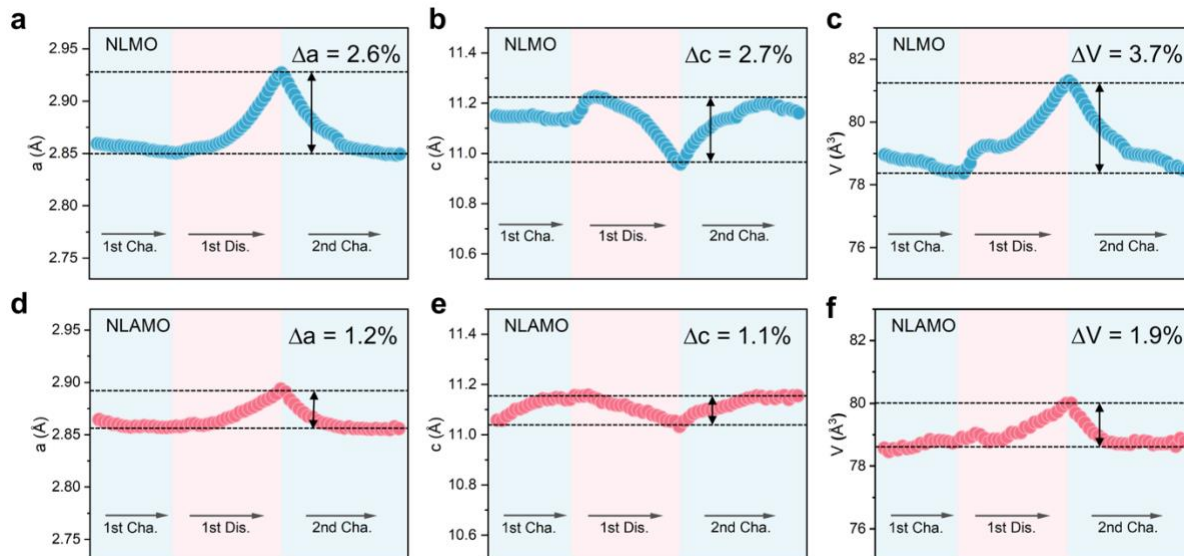 a
NLMO
Δa = 2.6%
2.95
2.90
2.85
2.80
2.75
a (Å)
1st Cha.
1st Dis.
2nd Cha.
b
NLMO
Δc = 2.7%
11.4
11.2
11.0
10.8
10.6
c (Å)
1st Cha.
1st Dis.
2nd Cha.
c
NLMO
ΔV = 3.7%
82
80
78
76
V (Å³)
1st Cha.
1st Dis.
2nd Cha.
d
NLAMO
Δa = 1.2%
2.95
2.90
2.85
2.80
2.75
a (Å)
1st Cha.
1st Dis.
2nd Cha.
e
NLAMO
Δc = 1.1%
11.4
11.2
11.0
10.8
10.6
c (Å)
1st Cha.
1st Dis.
2nd Cha.
f
NLAMO
ΔV = 1.9%
82
80
78
76
V (Å³)
1st Cha.
1st Dis.
2nd Cha.